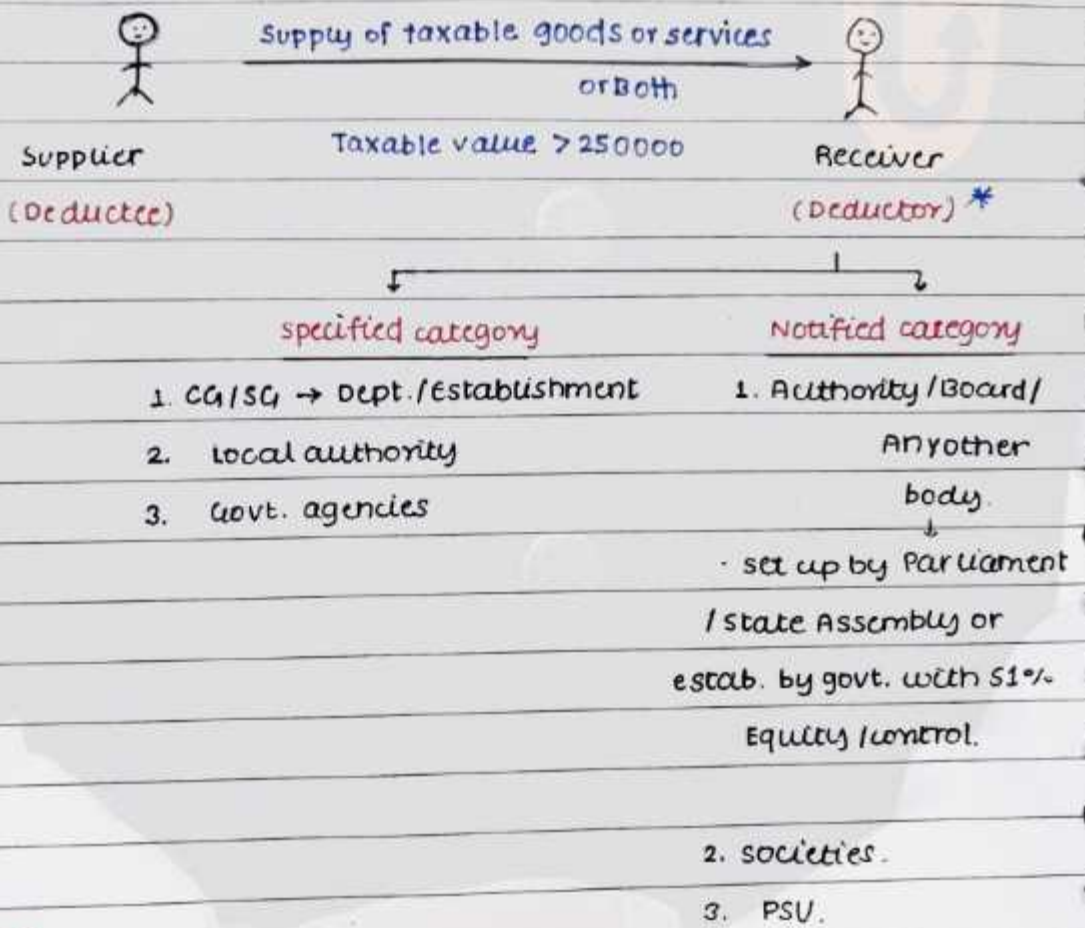 Supply of taxable goods or services
or Both
Taxable value > 250000
Supplier
Receiver
(Deductee)
(Deductor) *
Specified category
Notified category
1. CG/SG → Dept./Establishment
2. Local authority
3. Govt. agencies
1. Authority/Board/
Anyother
body.
· set up by Parliament
/ State Assembly or
estab. by govt. with 51%
Equity/control.
2. Societies.
3. PSU.